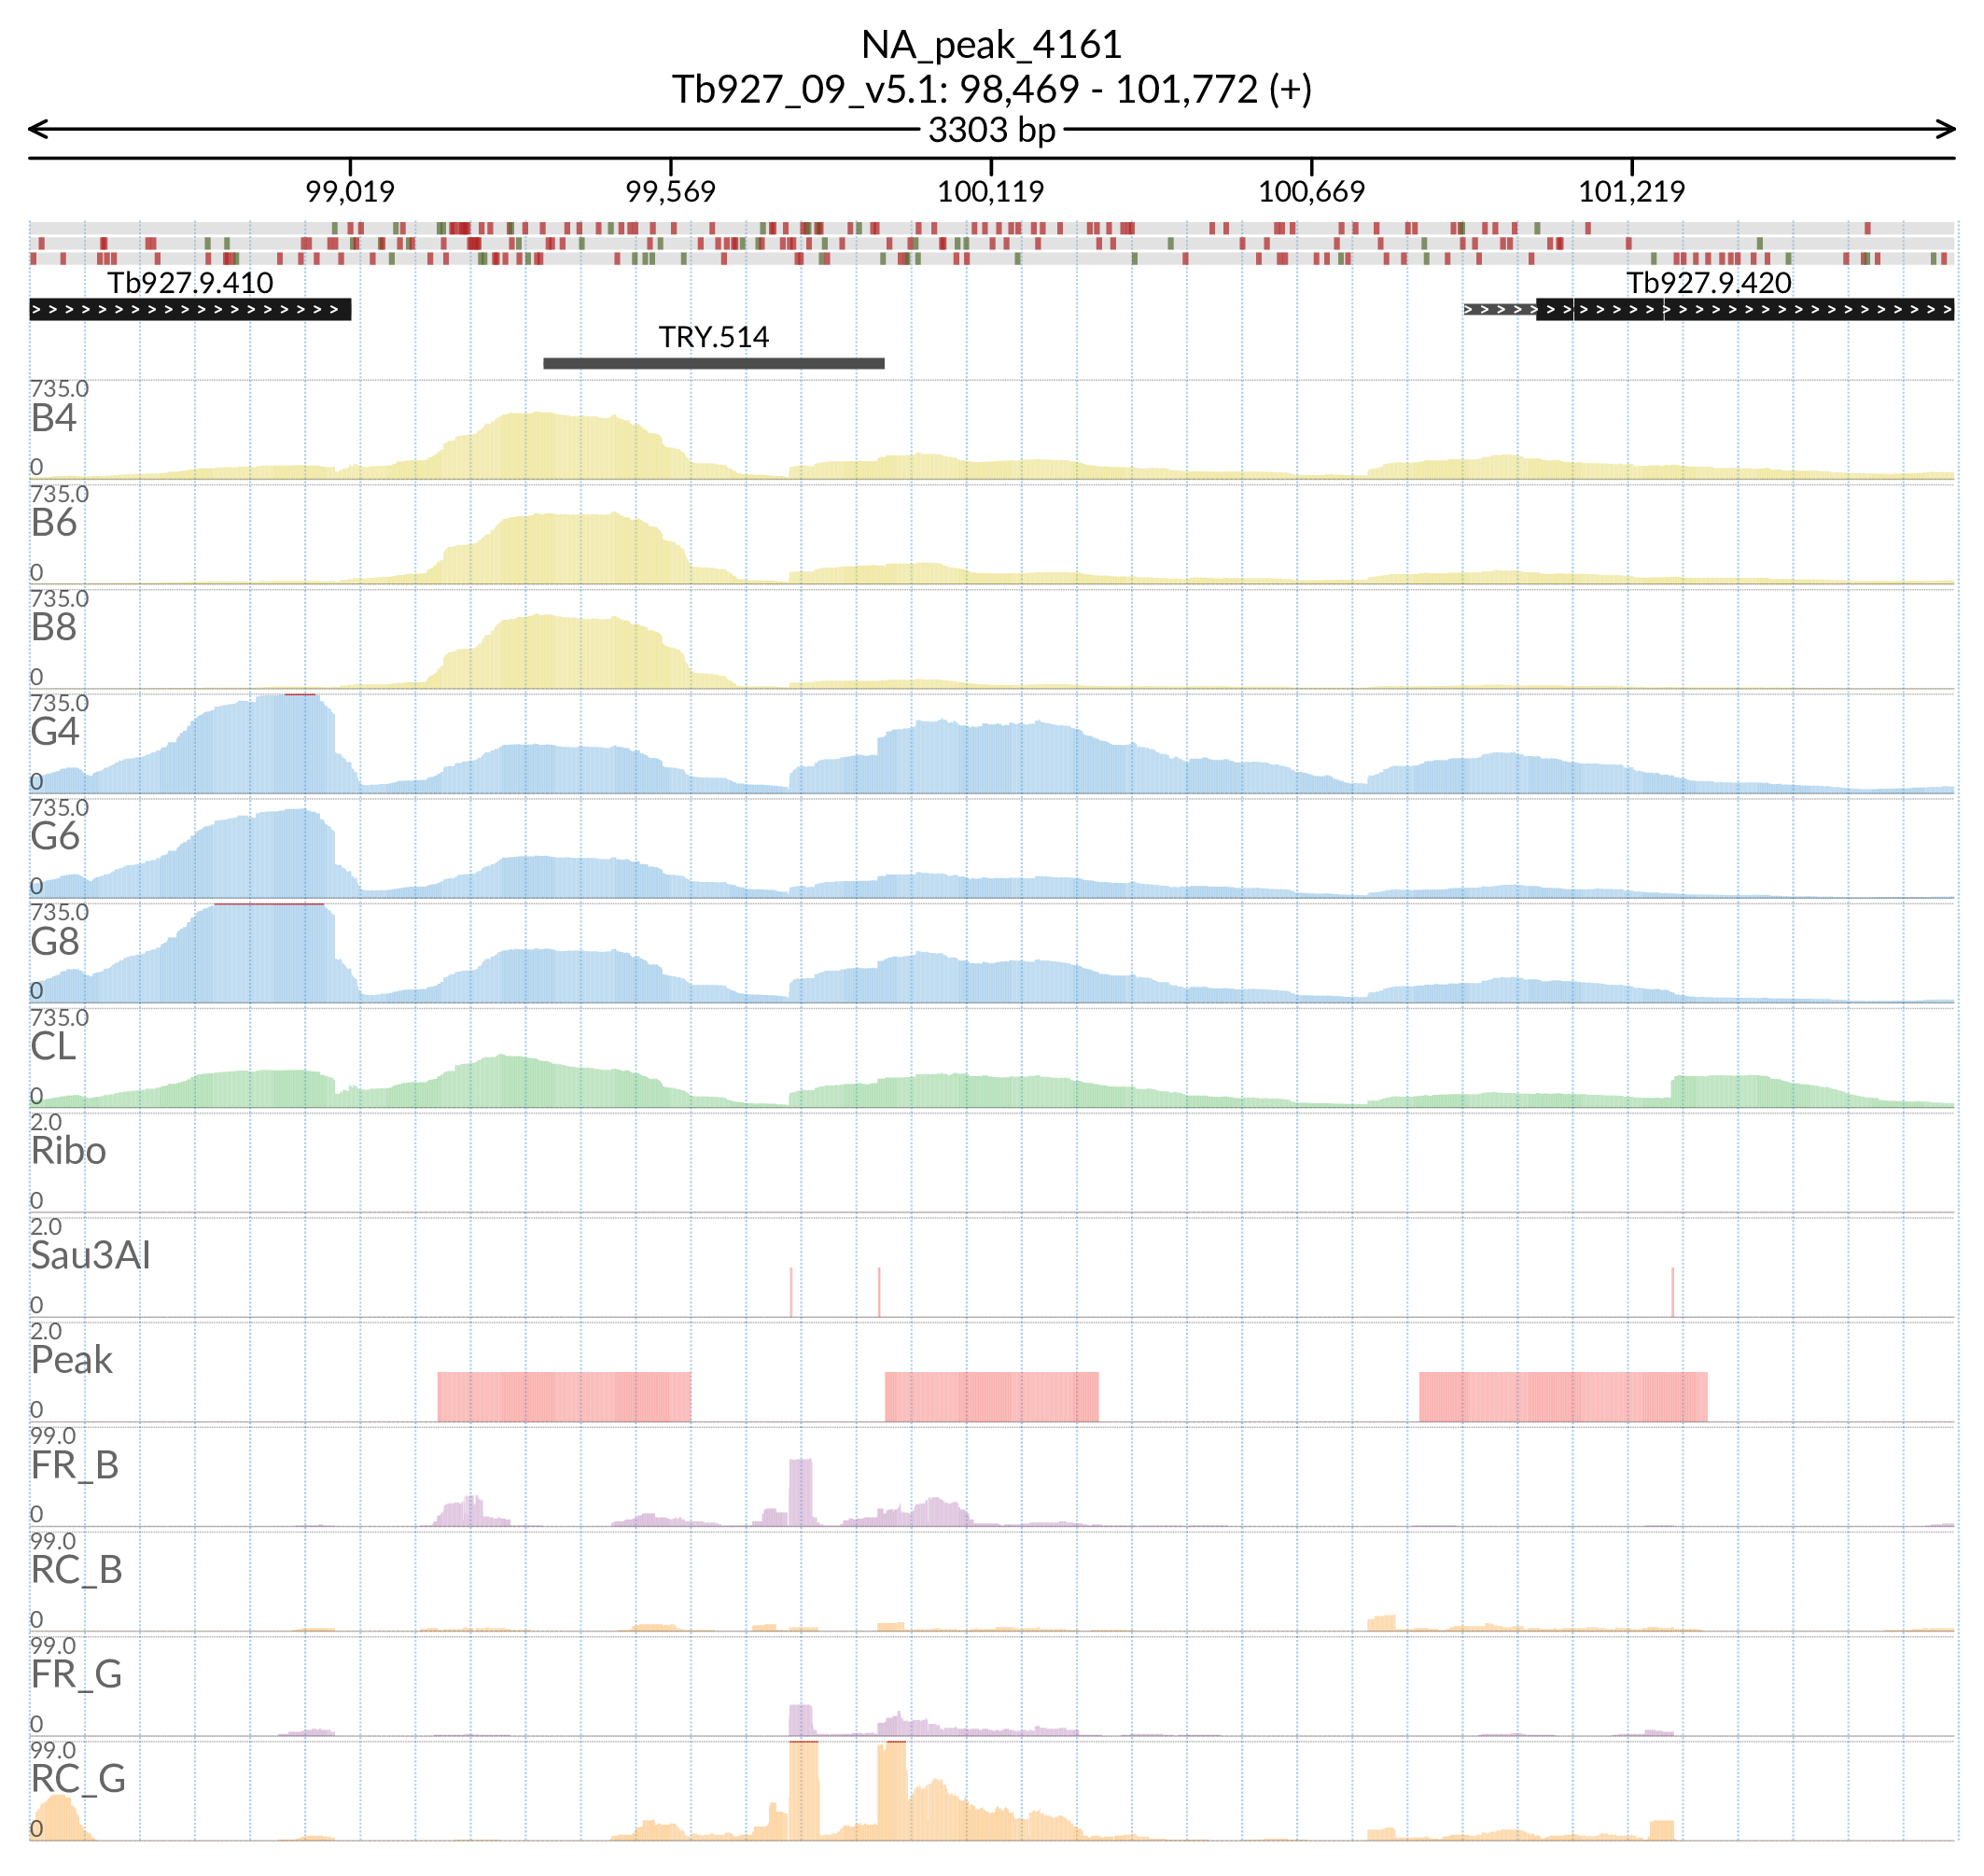 NA_peak_4161
Tb927_09_v5.1: 98,469 - 101,772 (+)
3303 bp
99,019 99,569 100,119 100,669 101,219
Tb927.9.410 Tb927.9.420
TRY.514
735.0
B4
0
735.0
B6
0
735.0
B8
0
735.0
G4
0
735.0
G6
0
735.0
G8
0
735.0
CL
0
2.0
Ribo
0
2.0
Sau3AI
0
2.0
Peak
0
99.0
FR_B
0
99.0
RC_B
0
99.0
FR_G
0
99.0
RC_G
0